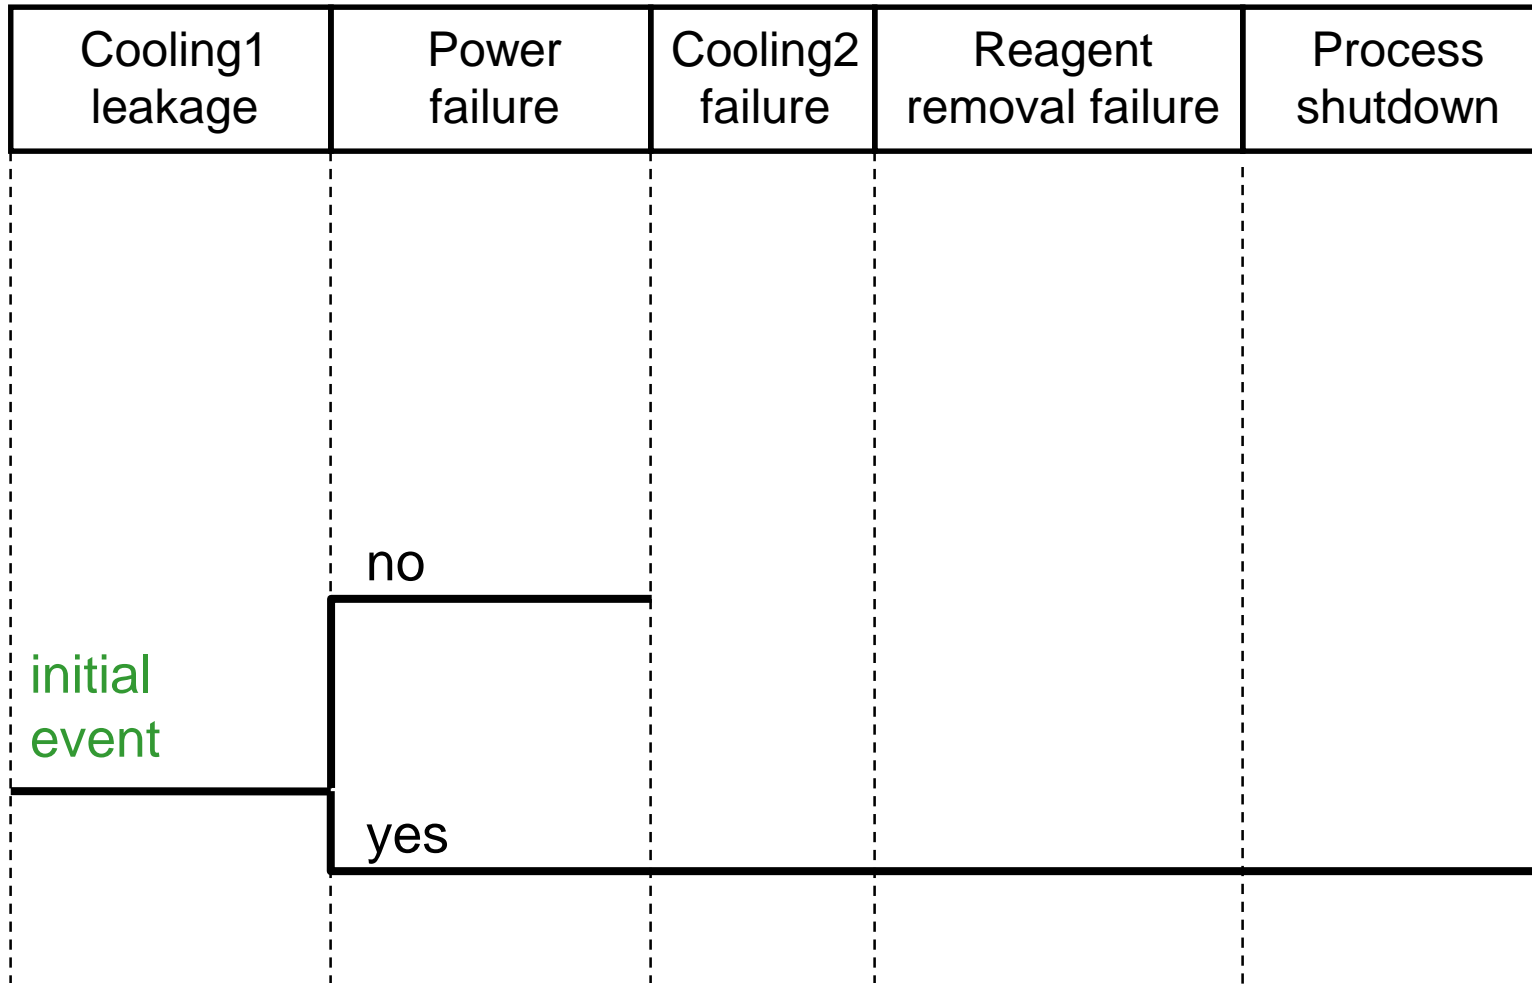 Cooling1
leakage
Power
failure
Cooling2
failure
Reagent
removal failure
Process
shutdown
no
initial
event
yes